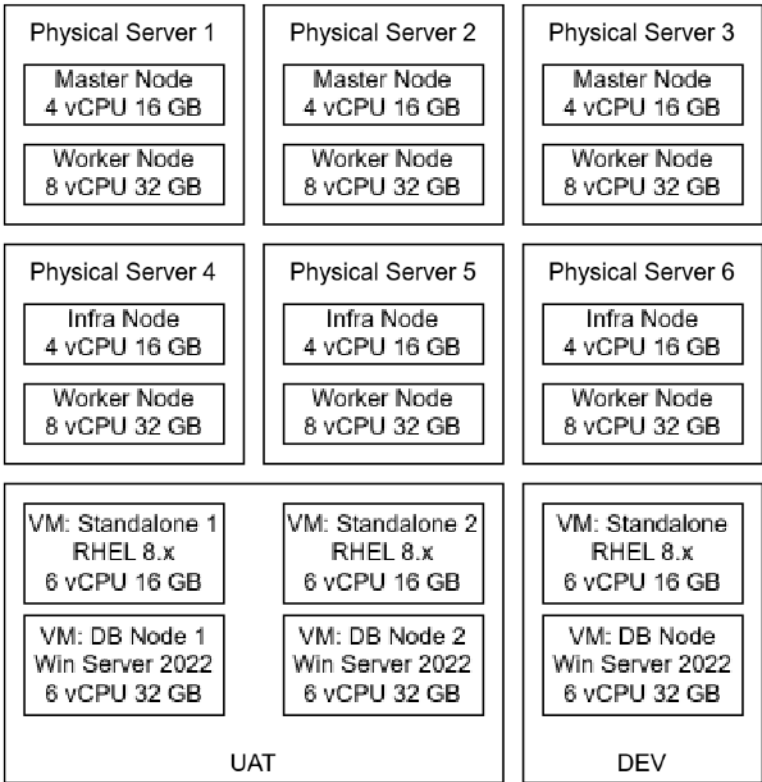 Physical Server 1
Master Node
4 vCPU 16 GB
Worker Node
8 vCPU 32 GB
Physical Server 2
Master Node
4 vCPU 16 GB
Worker Node
8 vCPU 32 GB
Physical Server 3
Master Node
4 vCPU 16 GB
Worker Node
8 vCPU 32 GB
Physical Server 4
Infra Node
4 vCPU 16 GB
Worker Node
8 vCPU 32 GB
Physical Server 5
Infra Node
4 vCPU 16 GB
Worker Node
8 vCPU 32 GB
Physical Server 6
Infra Node
4 vCPU 16 GB
Worker Node
8 vCPU 32 GB
VM: Standalone 1
RHEL 8.x
6 vCPU 16 GB
VM: Standalone 2
RHEL 8.x
6 vCPU 16 GB
VM: DB Node 1
Win Server 2022
6 vCPU 32 GB
VM: DB Node 2
Win Server 2022
6 vCPU 32 GB
UAT
VM: Standalone
RHEL 8.x
6 vCPU 16 GB
VM: DB Node
Win Server 2022
6 vCPU 32 GB
DEV